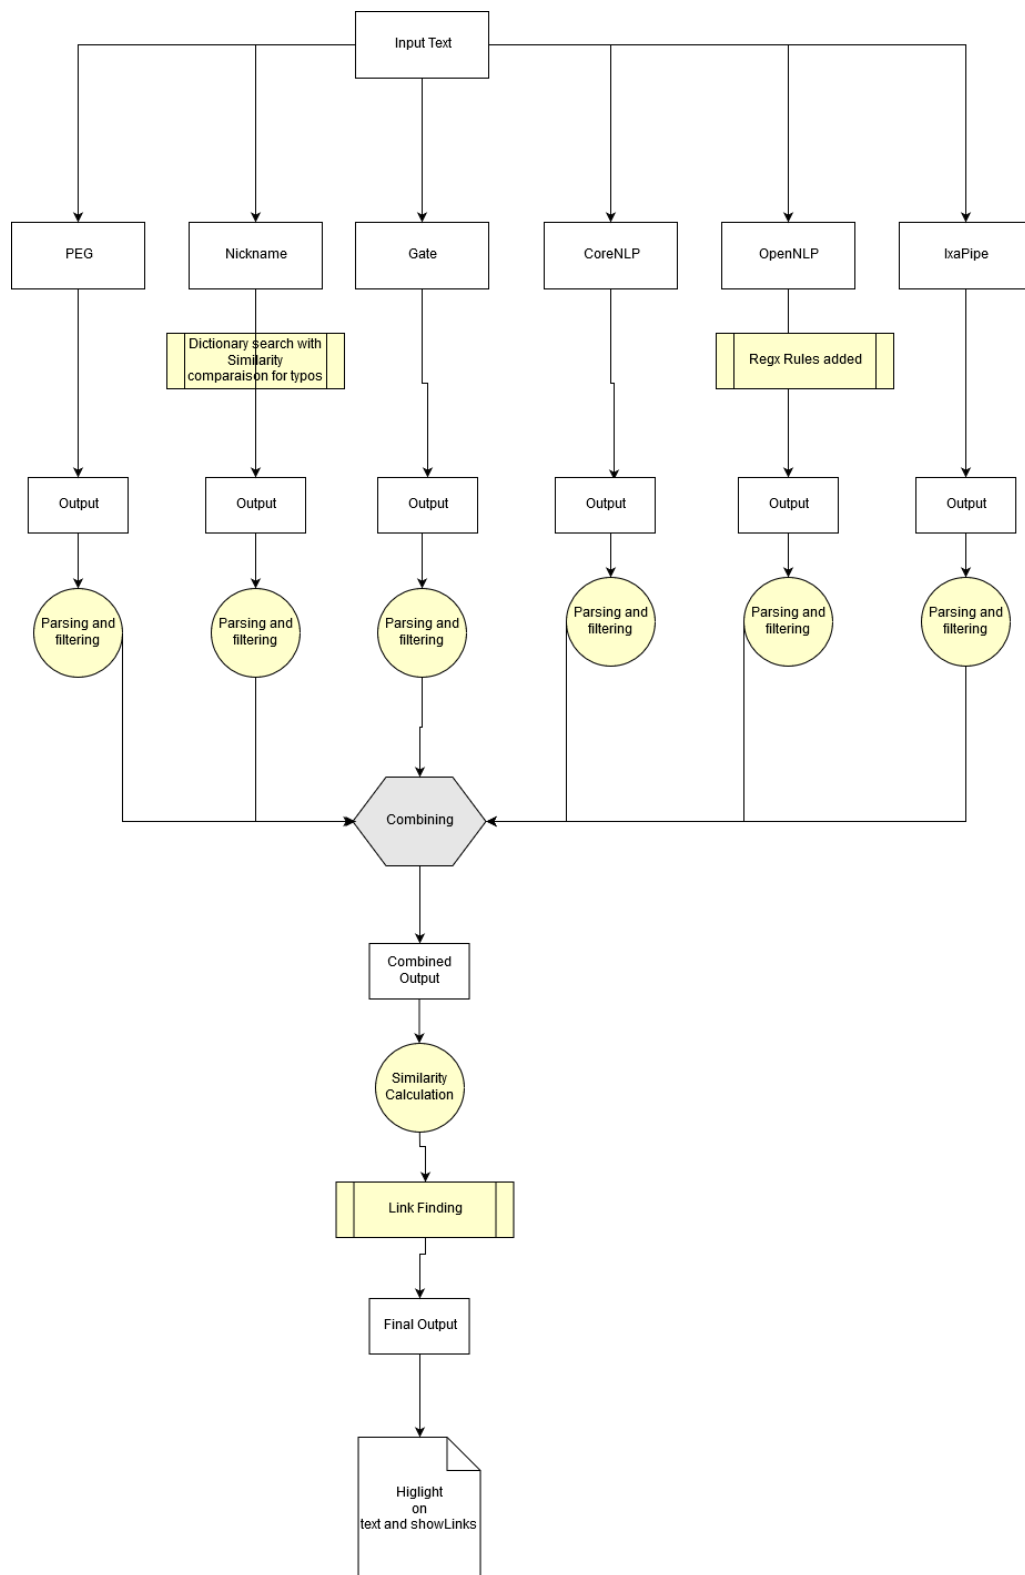 Input Text
PEG
Nickname
Gate
CoreNLP
OpenNLP
IxaPipe
Dictionary search with
Similarity
comparaison for typos
Regx Rules added
Output
Output
Output
Output
Output
Output
Parsing and
filtering
Parsing and
filtering
Parsing and
filtering
Parsing and
filtering
Parsing and
filtering
Parsing and
filtering
Combining
Combined
Output
Similarity
Calculation
Link Finding
Final Output
Higlight
on
text and showLinks